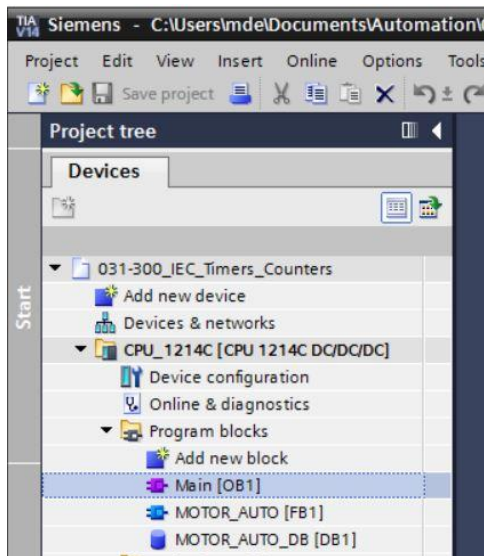 TIA V14 Siemens - C:\Users\mde\Documents\Automation\
Project Edit View Insert Online Options Tools
Save project
Project tree
Devices
Start
031-300_IEC_Timers_Counters
Add new device
Devices & networks
CPU_1214C [CPU 1214C DC/DC/DC]
Device configuration
Online & diagnostics
Program blocks
Add new block
Main [OB1]
MOTOR_AUTO [FB1]
MOTOR_AUTO_DB [DB1]